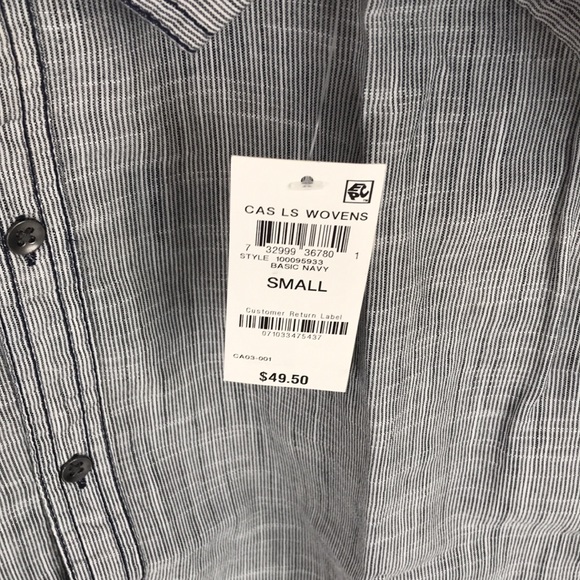 CAS LS WOVENS
7 32999 36780 1
STYLE 100095933
BASIC NAVY
SMALL
Customer Return Label
071033475437
CA03-001
$49.50